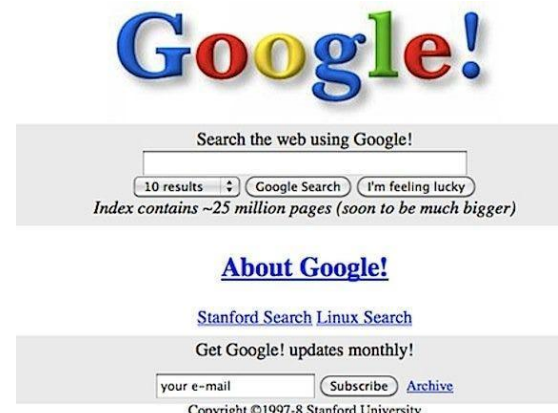 Google!
Search the web using Google!
10 results Google Search I'm feeling lucky
Index contains ~25 million pages (soon to be much bigger)
About Google!
Stanford Search Linux Search
Get Google! updates monthly!
your e-mail Subscribe Archive
Copyright ©1997-8 Stanford University